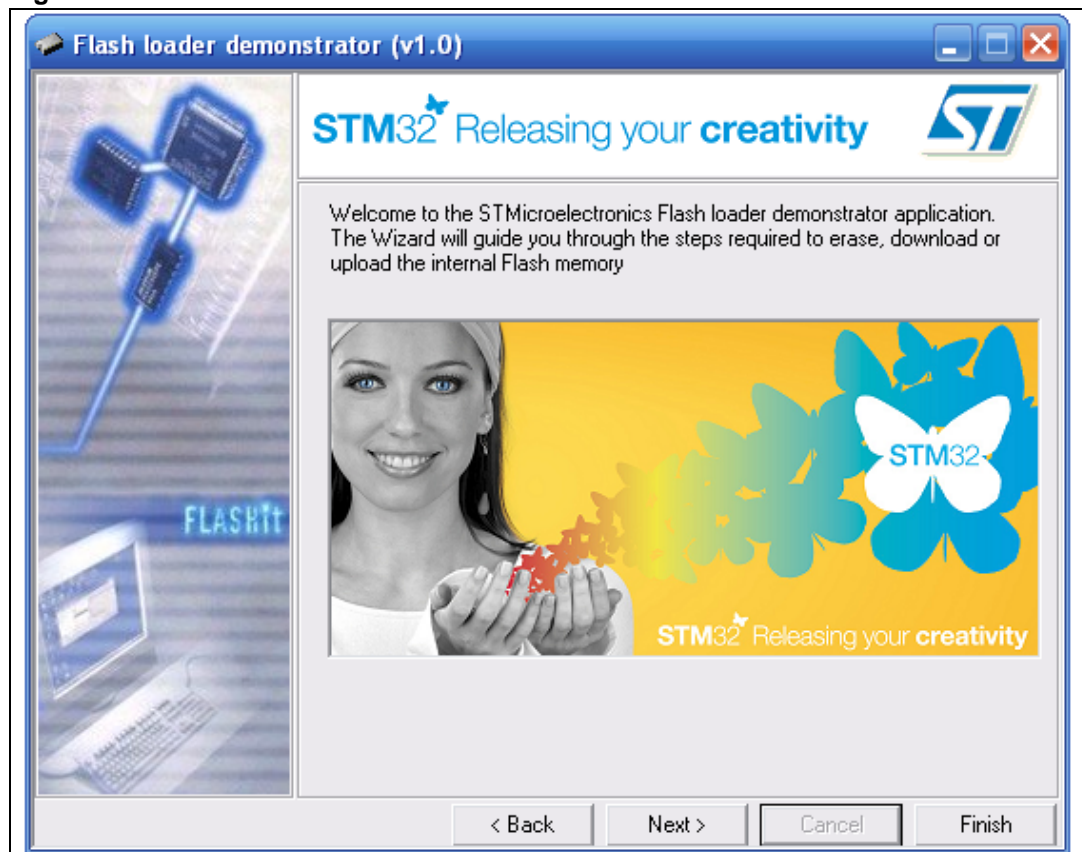 Flash loader demonstrator (v1.0)
STM32 Releasing your creativity
ST
Welcome to the STMicroelectronics Flash loader demonstrator application.
The Wizard will guide you through the steps required to erase, download or
upload the internal Flash memory
FLASHit
STM32
STM32 Releasing your creativity
< Back
Next >
Cancel
Finish